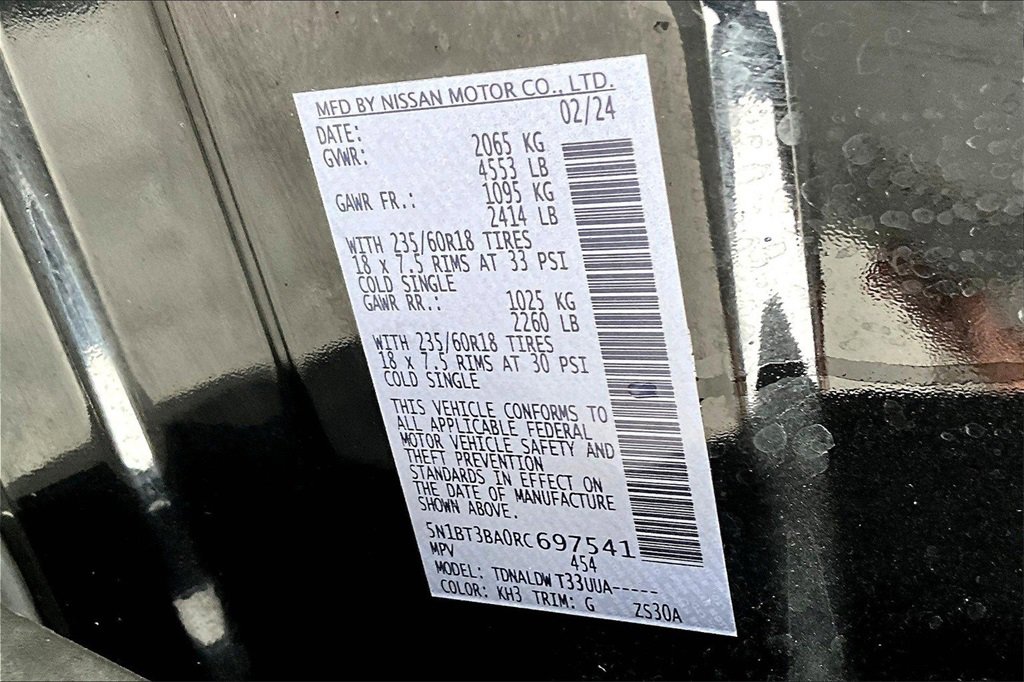 MFD BY NISSAN MOTOR CO., LTD.
DATE: 02/24
GVWR: 2065 KG
4553 LB
GAWR FR.: 1095 KG
2414 LB
WITH 235/60R18 TIRES
18 x 7.5 RIMS AT 33 PSI
COLD SINGLE
GAWR RR.: 1025 KG
2260 LB
WITH 235/60R18 TIRES
18 x 7.5 RIMS AT 30 PSI
COLD SINGLE
THIS VEHICLE CONFORMS TO
ALL APPLICABLE FEDERAL
MOTOR VEHICLE SAFETY AND
THEFT PREVENTION
STANDARDS IN EFFECT ON
THE DATE OF MANUFACTURE
SHOWN ABOVE.
5N1BT3BA0RC697541
MPV 454
MODEL: TDNALDW T33UUA-----
COLOR: KH3 TRIM: G ZS30A